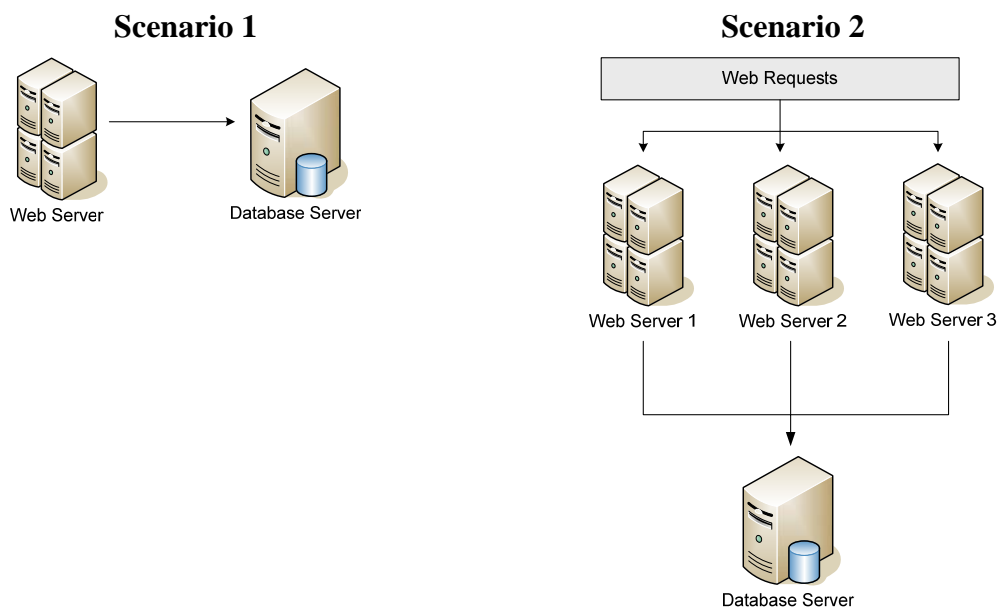 Scenario 1
Web Server
Database Server
Scenario 2
Web Requests
Web Server 1
Web Server 2
Web Server 3
Database Server